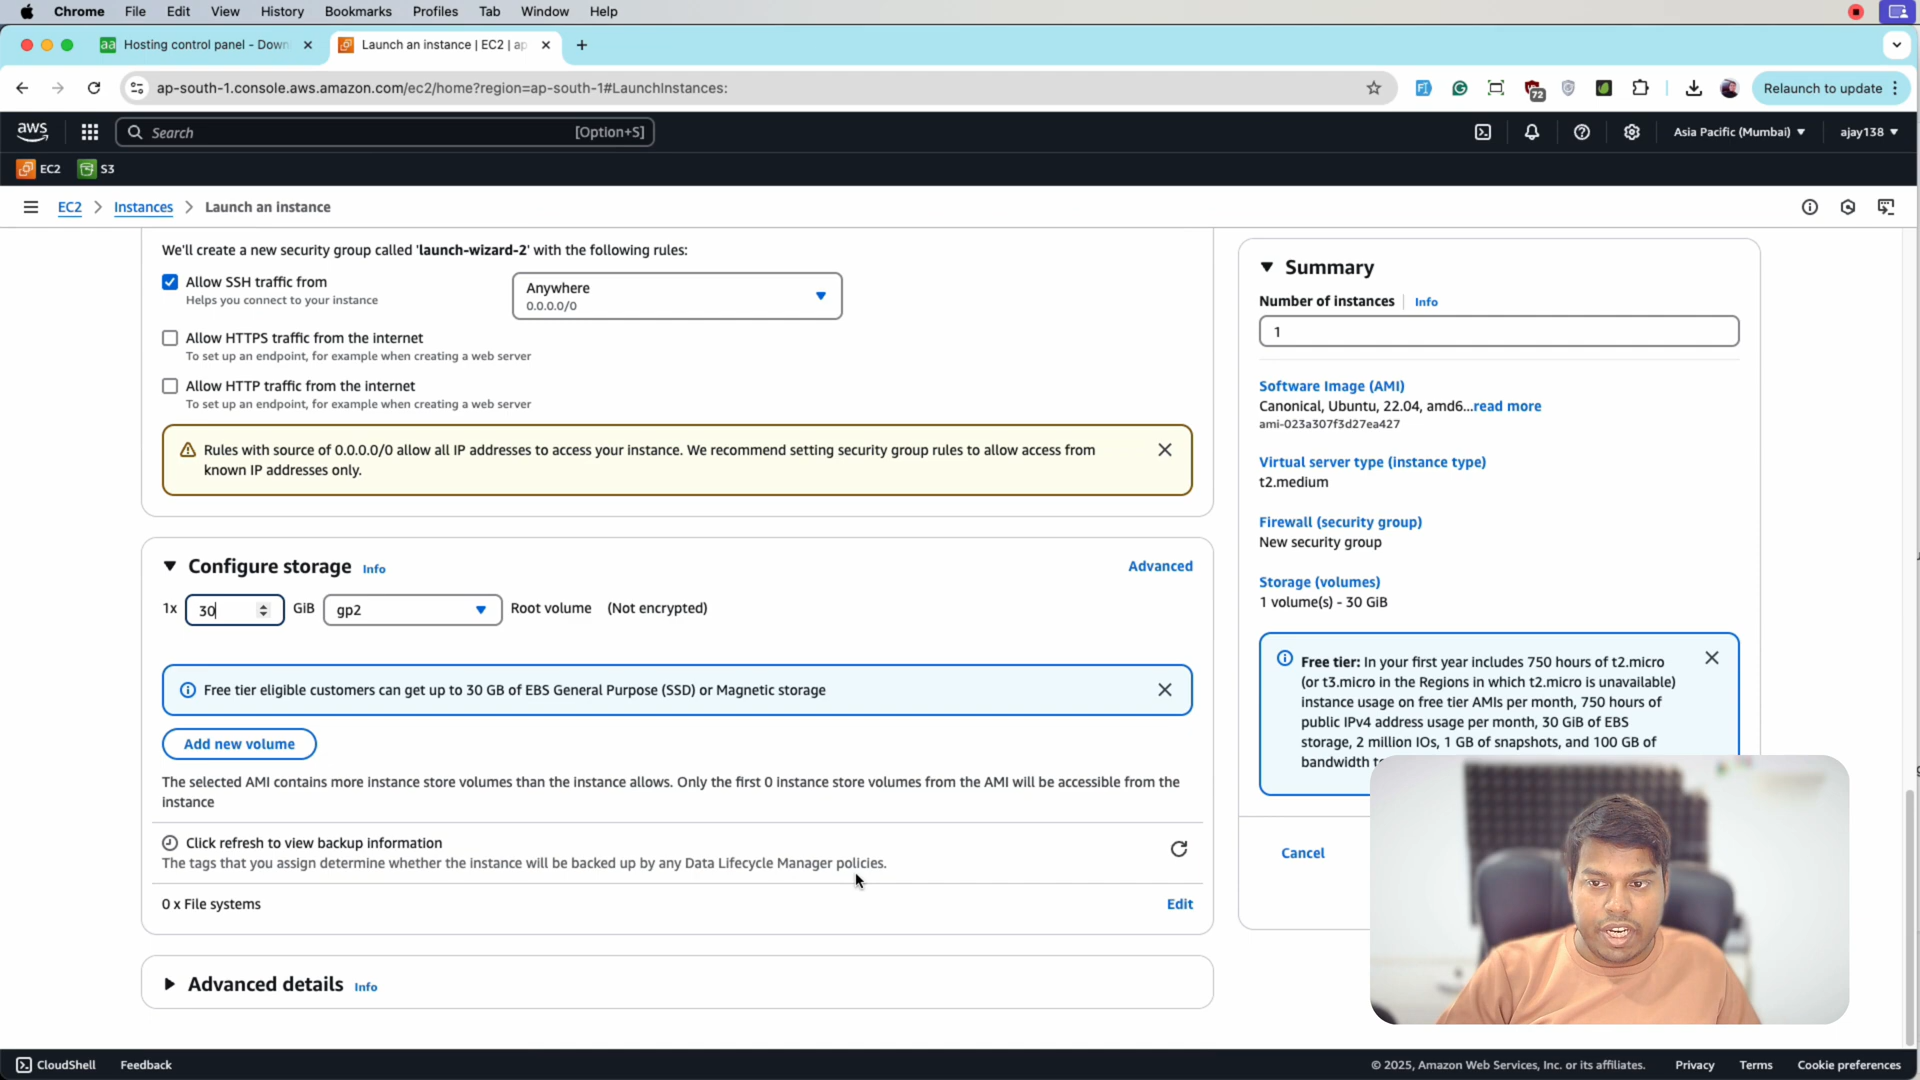 Chrome File Edit View History Bookmarks Profiles Tab Window Help
aa Hosting control panel - Down
Launch an instance | EC2 | ap
ap-south-1.console.aws.amazon.com/ec2/home?region=ap-south-1#LaunchInstances:
72
Relaunch to update
aws
Search
[Option+S]
Asia Pacific (Mumbai)
ajay138
EC2
S3
EC2 > Instances > Launch an instance
We'll create a new security group called 'launch-wizard-2' with the following rules:
Allow SSH traffic from
Helps you connect to your instance
Anywhere
0.0.0.0/0
Allow HTTPS traffic from the internet
To set up an endpoint, for example when creating a web server
Allow HTTP traffic from the internet
To set up an endpoint, for example when creating a web server
Rules with source of 0.0.0.0/0 allow all IP addresses to access your instance. We recommend setting security group rules to allow access from
known IP addresses only.
Configure storage Info
Advanced
1x 30 GiB gp2 Root volume (Not encrypted)
Free tier eligible customers can get up to 30 GB of EBS General Purpose (SSD) or Magnetic storage
Add new volume
The selected AMI contains more instance store volumes than the instance allows. Only the first 0 instance store volumes from the AMI will be accessible from the
instance
Click refresh to view backup information
The tags that you assign determine whether the instance will be backed up by any Data Lifecycle Manager policies.
0 x File systems
Edit
Advanced details Info
Summary
Number of instances Info
1
Software Image (AMI)
Canonical, Ubuntu, 22.04, amd6...read more
ami-023a307f3d27ea427
Virtual server type (instance type)
t2.medium
Firewall (security group)
New security group
Storage (volumes)
1 volume(s) - 30 GiB
Free tier: In your first year includes 750 hours of t2.micro
(or t3.micro in the Regions in which t2.micro is unavailable)
instance usage on free tier AMIs per month, 750 hours of
public IPv4 address usage per month, 30 GiB of EBS
storage, 2 million IOs, 1 GB of snapshots, and 100 GB of
bandwidth
Cancel
CloudShell
Feedback
© 2025, Amazon Web Services, Inc. or its affiliates.
Privacy
Terms
Cookie preferences